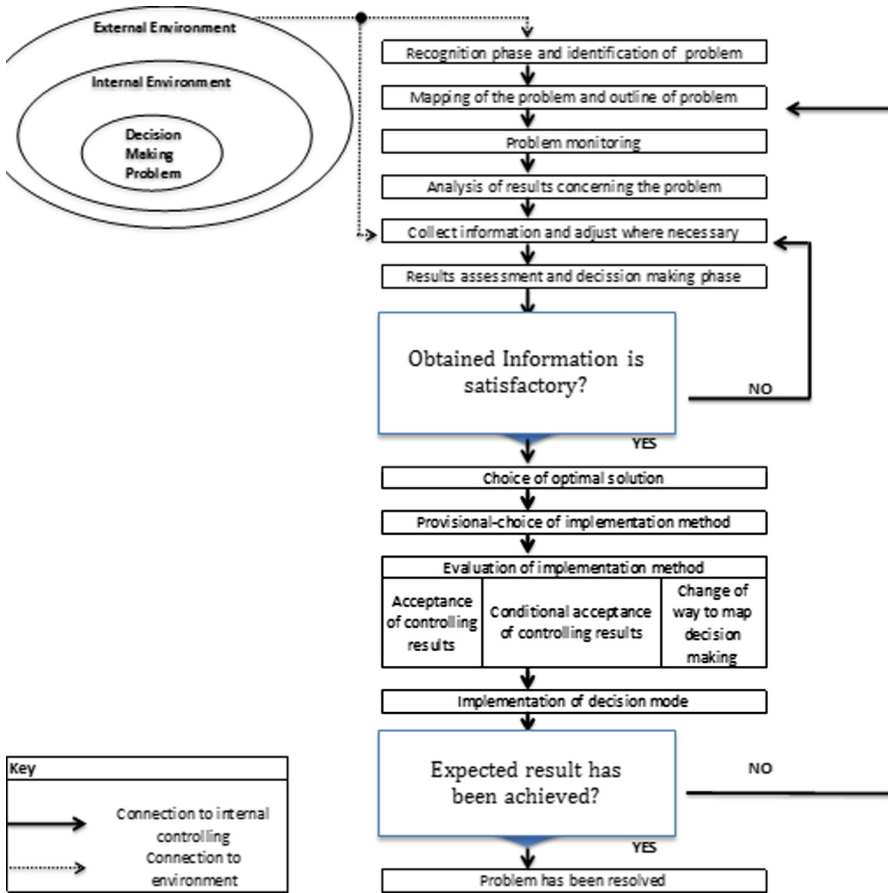 External Environment
Internal Environment
Decision
Making
Problem
Recognition phase and identification of problem
Mapping of the problem and outline of problem
Problem monitoring
Analysis of results concerning the problem
Collect information and adjust where necessary
Results assessment and decission making phase
Obtained Information is
satisfactory?
NO
YES
Choice of optimal solution
Provisional-choice of implementation method
Evaluation of implementation method
Acceptance
of controlling
results
Conditional acceptance
of controlling results
Change of
way to map
decision
making
Implementation of decision mode
Expected result has
been achieved?
NO
YES
Problem has been resolved
Key
Connection to internal
controlling
Connection to
environment